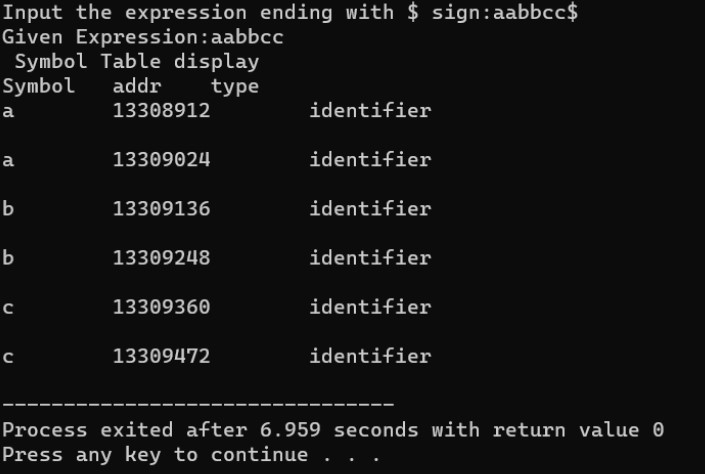 Input the expression ending with $ sign:aabbcc$
Given Expression:aabbcc
 Symbol Table display
Symbol   addr    type
a        13308912        identifier
a        13309024        identifier
b        13309136        identifier
b        13309248        identifier
c        13309360        identifier
c        13309472        identifier
--------------------------------
Process exited after 6.959 seconds with return value 0
Press any key to continue . . .